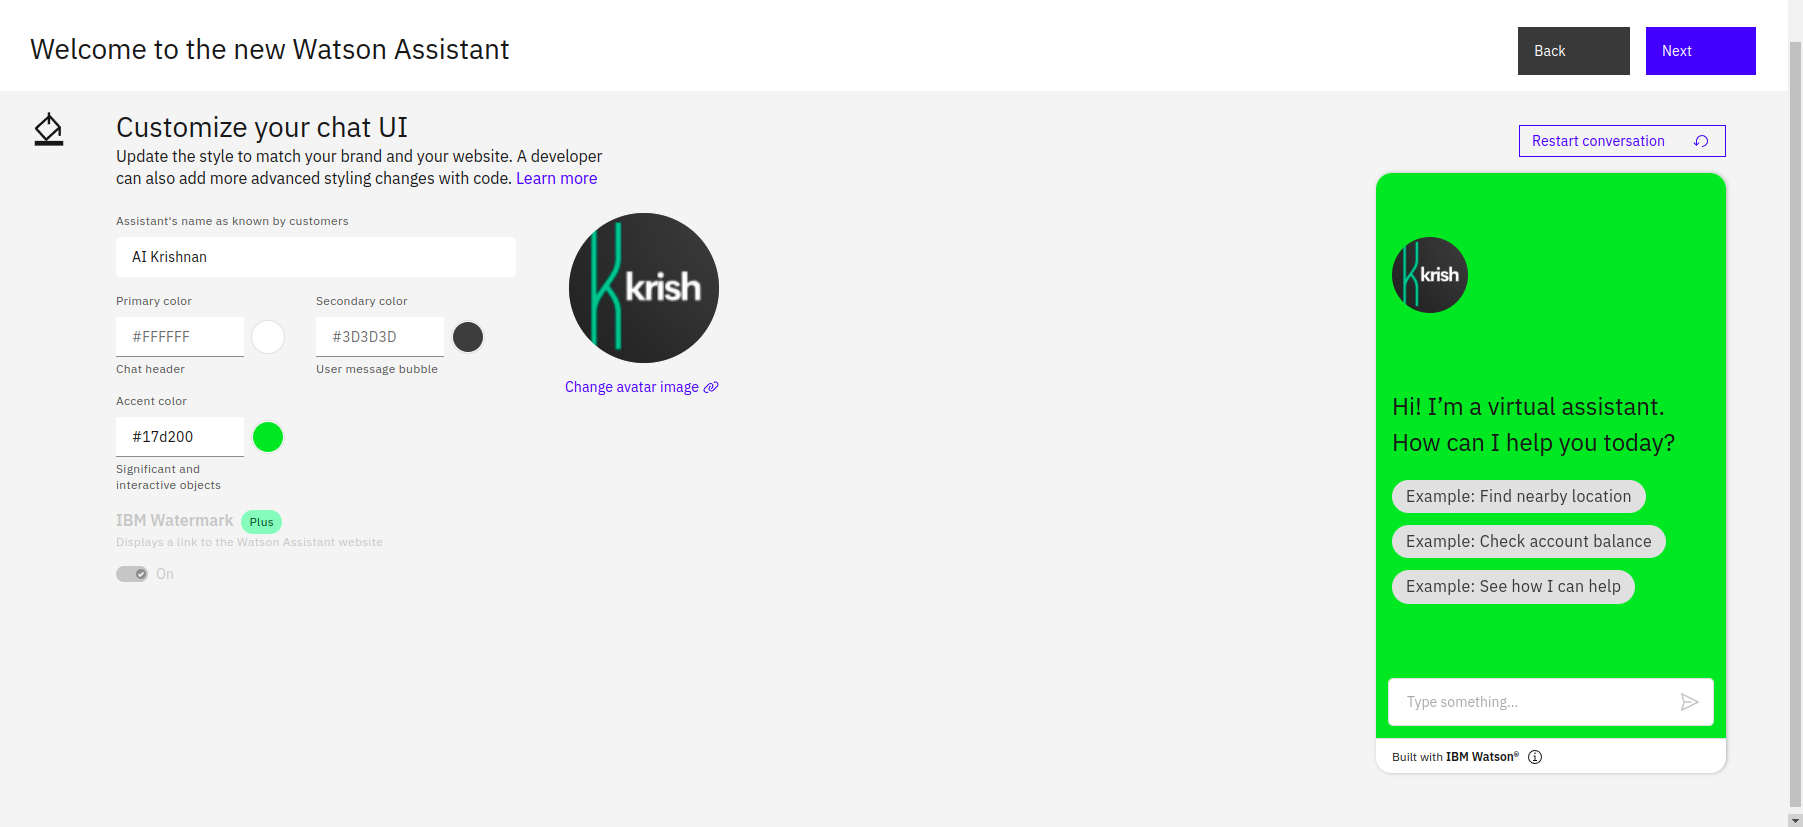 Welcome to the new Watson Assistant
Back
Next
Customize your chat UI
Update the style to match your brand and your website. A developer
can also add more advanced styling changes with code. Learn more
Restart conversation
Assistant's name as known by customers
AI Krishnan
krish
Primary color
Secondary color
#FFFFFF
#3D3D3D
Chat header
User message bubble
Change avatar image
Accent color
#17d200
Significant and
interactive objects
IBM Watermark Plus
Displays a link to the Watson Assistant website
On
krish
Hi! I’m a virtual assistant.
How can I help you today?
Example: Find nearby location
Example: Check account balance
Example: See how I can help
Type something...
Built with IBM Watson®